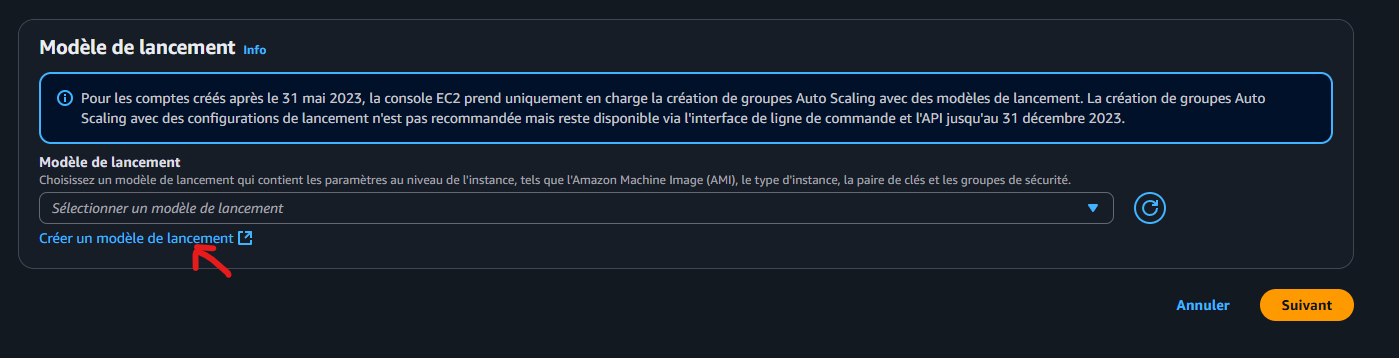 Modèle de lancement Info
Pour les comptes créés après le 31 mai 2023, la console EC2 prend uniquement en charge la création de groupes Auto Scaling avec des modèles de lancement. La création de groupes Auto
Scaling avec des configurations de lancement n'est pas recommandée mais reste disponible via l'interface de ligne de commande et l'API jusqu'au 31 décembre 2023.
Modèle de lancement
Choisissez un modèle de lancement qui contient les paramètres au niveau de l'instance, tels que l'Amazon Machine Image (AMI), le type d'instance, la paire de clés et les groupes de sécurité.
Sélectionner un modèle de lancement
Créer un modèle de lancement
Annuler Suivant